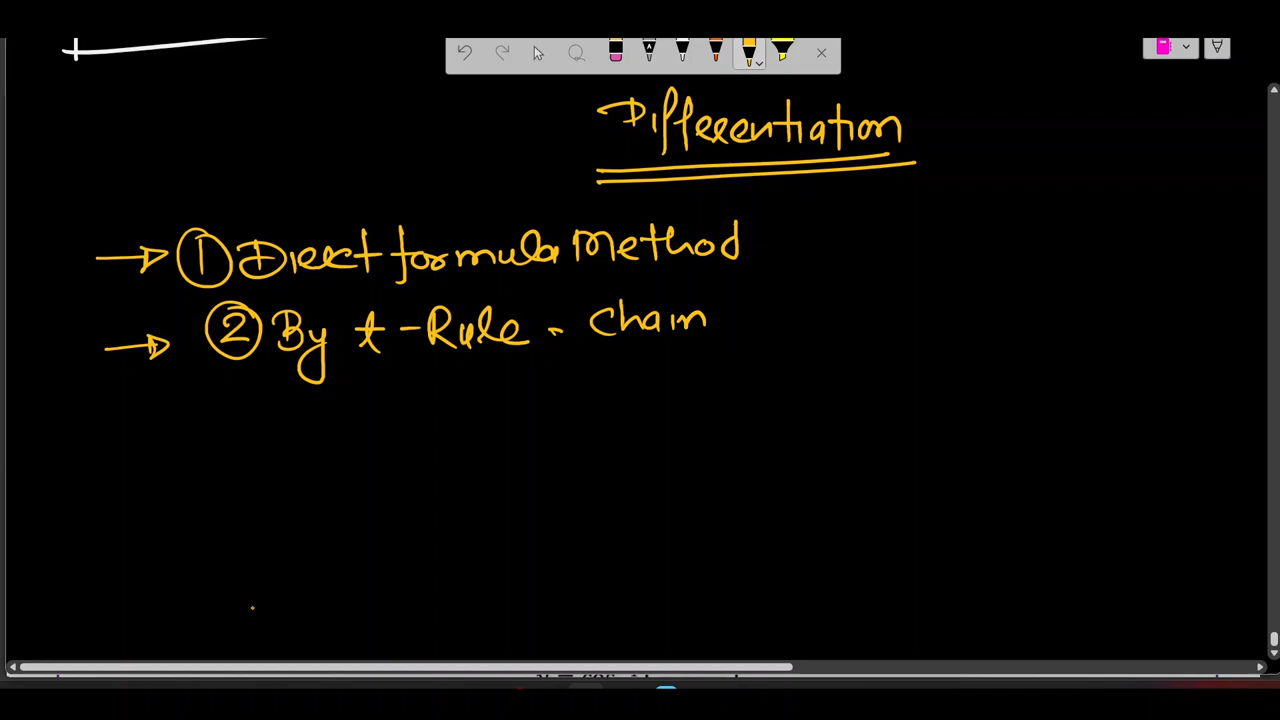 Differentiation
→ ① Direct formula Method
→ ② By t-Rule - Chain